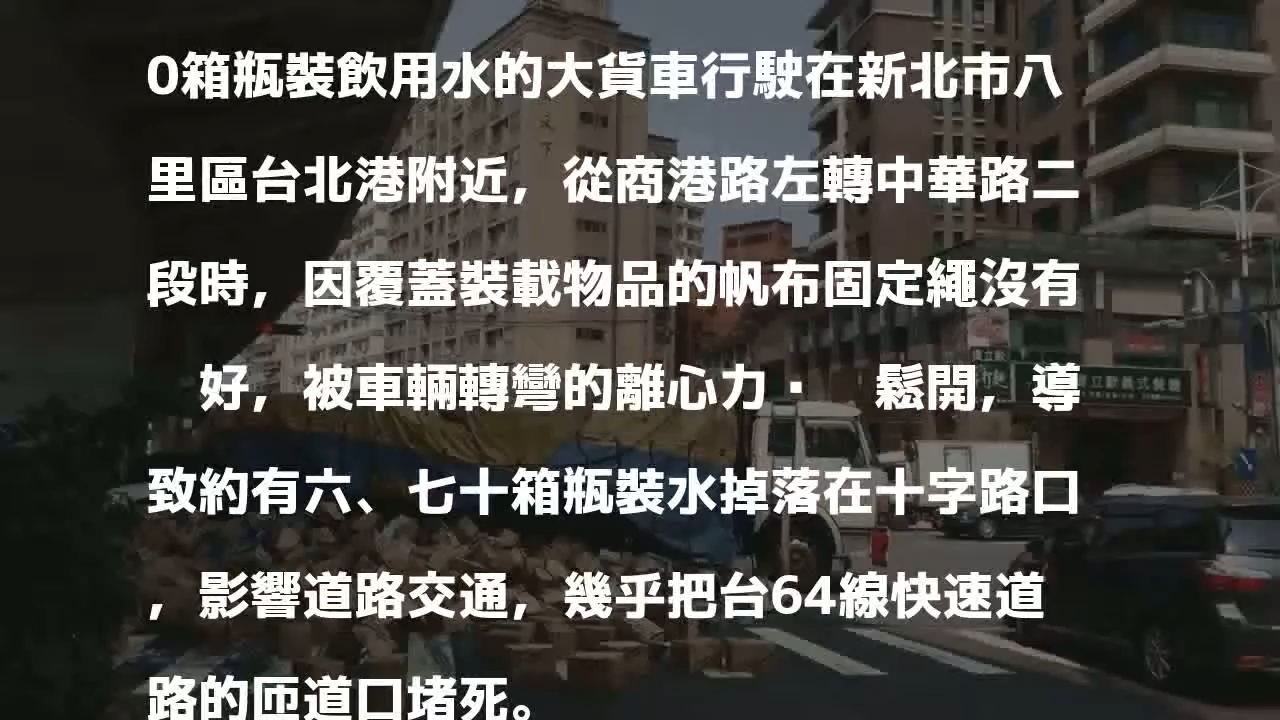 0箱瓶裝飲用水的大貨車行駛在新北市八
里區台北港附近，從商港路左轉中華路二
段時，因覆蓋裝載物品的帆布固定繩沒有
好，被車輛轉彎的離心力 ▪ 鬆開，導
致約有六、七十箱瓶裝水掉落在十字路口
，影響道路交通，幾乎把台64線快速道
路的匝道口堵死。